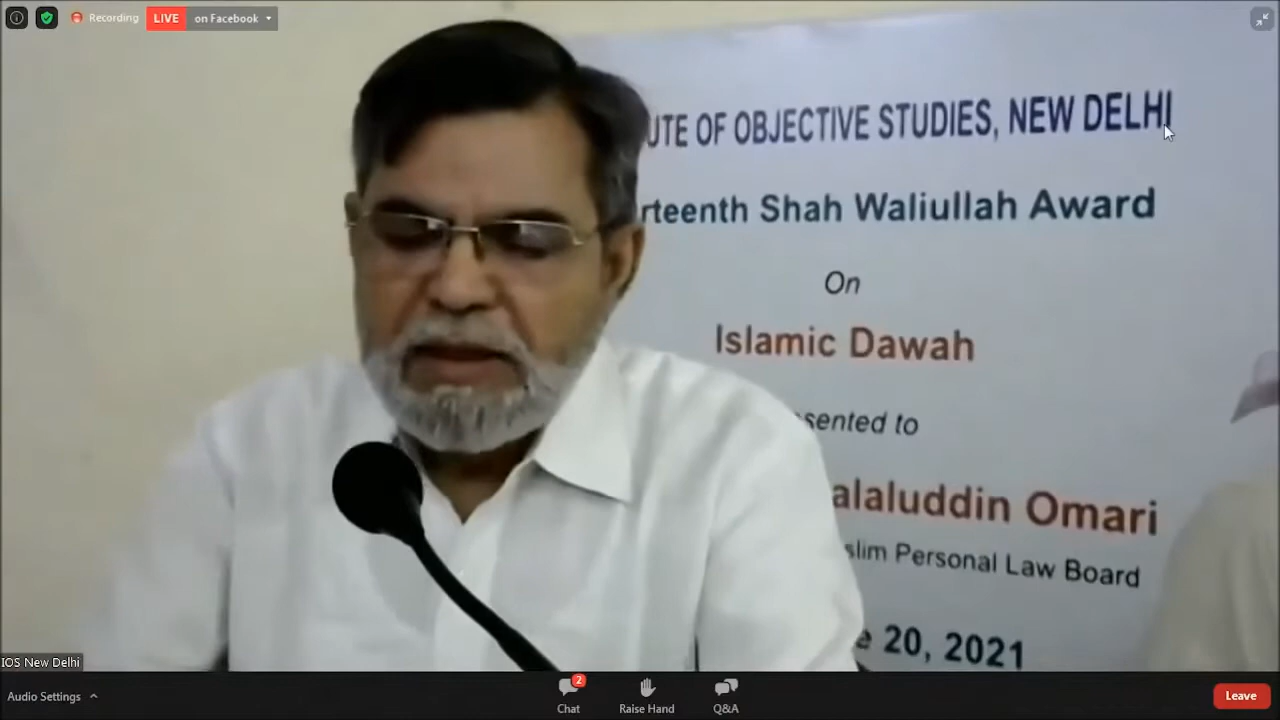 Recording
LIVE
on Facebook
UTE OF OBJECTIVE STUDIES, NEW DELHI
rteenth Shah Waliullah Award
On
Islamic Dawah
sented to
alaluddin Omari
slim Personal Law Board
e 20, 2021
IOS New Delhi
Audio Settings
2
Chat
Raise Hand
Q&A
Leave